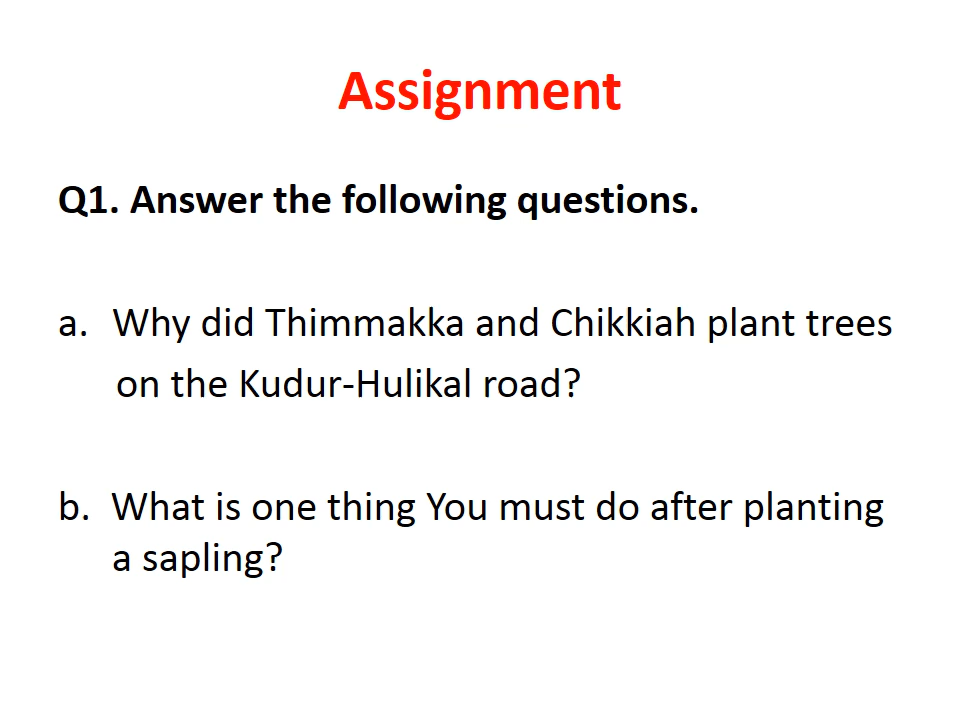 Assignment
Q1. Answer the following questions.
a. Why did Thimmakka and Chikkiah plant trees
on the Kudur-Hulikal road?
b. What is one thing You must do after planting
a sapling?